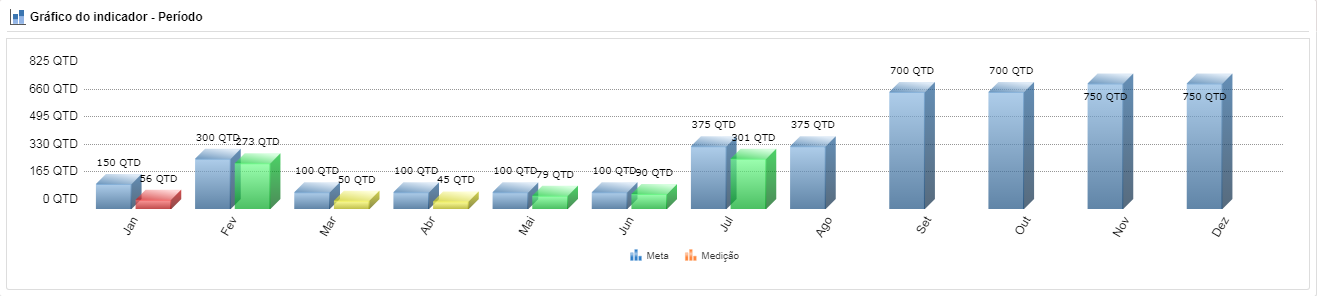 Gráfico do indicador - Período
825 QTD
660 QTD
495 QTD
330 QTD
165 QTD
0 QTD
150 QTD
56 QTD
300 QTD
273 QTD
100 QTD
50 QTD
100 QTD
45 QTD
100 QTD
79 QTD
100 QTD
90 QTD
375 QTD
301 QTD
375 QTD
700 QTD
700 QTD
750 QTD
750 QTD
Jan
Fev
Mar
Abr
Mai
Jun
Jul
Ago
Set
Out
Nov
Dez
Meta
Medição